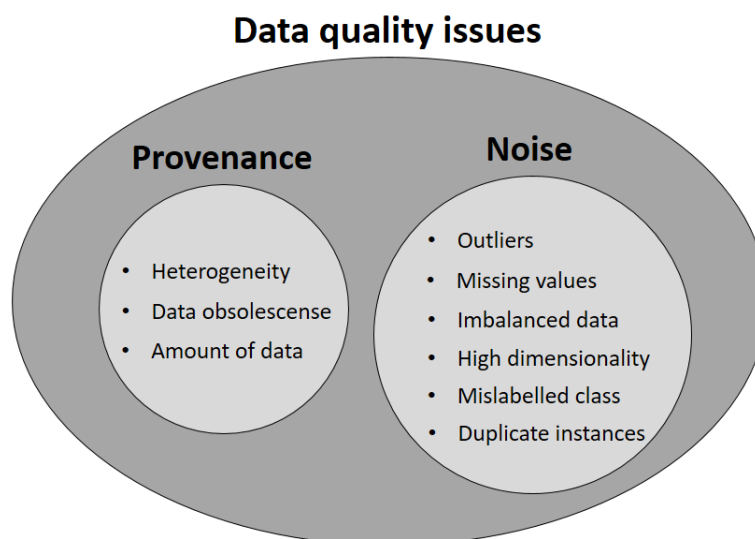 Data quality issues
Provenance
• Heterogeneity
• Data obsolescense
• Amount of data
Noise
• Outliers
• Missing values
• Imbalanced data
• High dimensionality
• Mislabelled class
• Duplicate instances